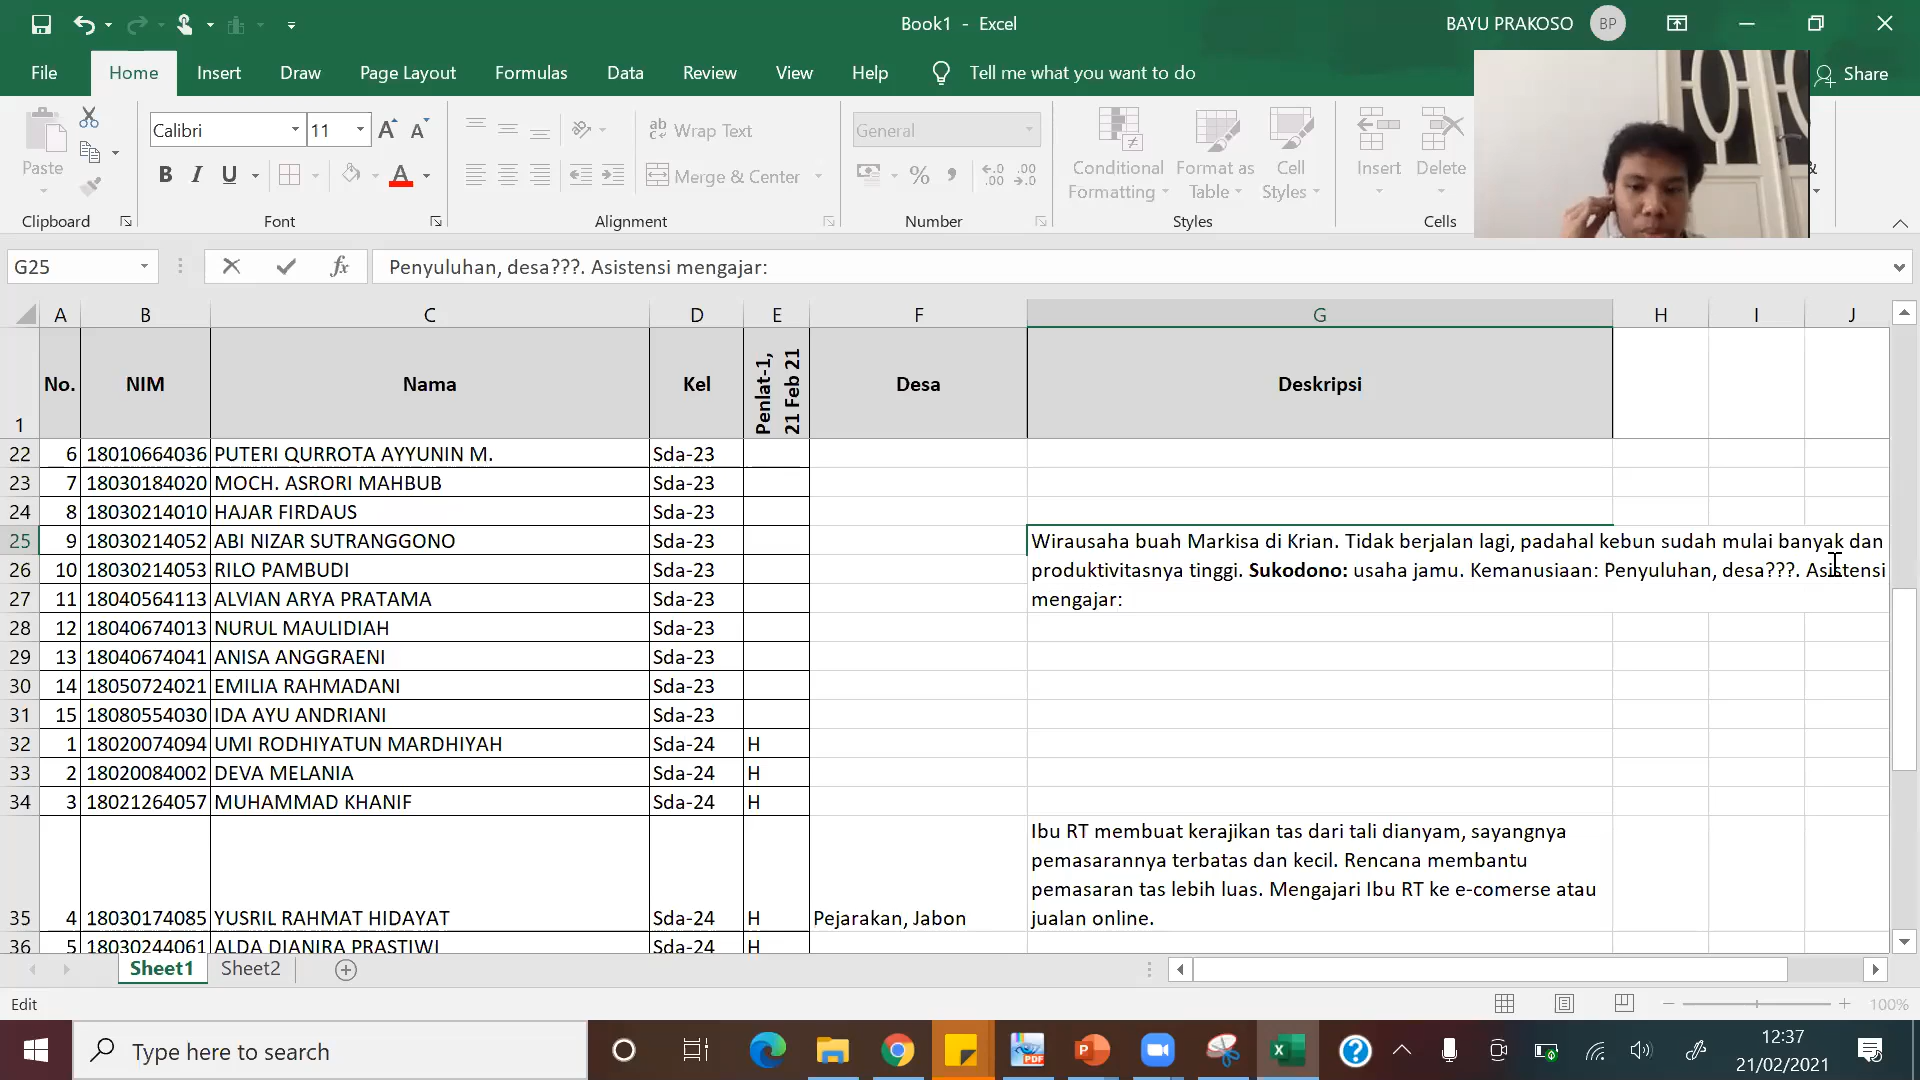 Book1 - Excel
BAYU PRAKOSO
BP
File
Home
Insert
Draw
Page Layout
Formulas
Data
Review
View
Help
Tell me what you want to do
Share
Paste
Calibri
11
A
A
B
I
U
A
ab
Wrap Text
Merge & Center
General
%
Conditional
Formatting
Format as
Table
Cell
Styles
Insert
Delete
Clipboard
Font
Alignment
Number
Styles
Cells
G25
fx
Penyuluhan, desa???. Asistensi mengajar:
A B C D E F G H I J
1 No. NIM Nama Kel Penlat-1, 21 Feb 21 Desa Deskripsi
22 6 18010664036 PUTERI QURROTA AYYUNIN M. Sda-23
23 7 18030184020 MOCH. ASRORI MAHBUB Sda-23
24 8 18030214010 HAJAR FIRDAUS Sda-23
25 9 18030214052 ABI NIZAR SUTRANGGONO Sda-23 Wirausaha buah Markisa di Krian. Tidak berjalan lagi, padahal kebun sudah mulai banyak dan
26 10 18030214053 RILO PAMBUDI Sda-23 produktivitasnya tinggi. Sukodono: usaha jamu. Kemanusiaan: Penyuluhan, desa???. Asistensi
27 11 18040564113 ALVIAN ARYA PRATAMA Sda-23 mengajar:
28 12 18040674013 NURUL MAULIDIAH Sda-23
29 13 18040674041 ANISA ANGGRAENI Sda-23
30 14 18050724021 EMILIA RAHMADANI Sda-23
31 15 18080554030 IDA AYU ANDRIANI Sda-23
32 1 18020074094 UMI RODHIYATUN MARDHIYAH Sda-24 H
33 2 18020084002 DEVA MELANIA Sda-24 H
34 3 18021264057 MUHAMMAD KHANIF Sda-24 H
Ibu RT membuat kerajikan tas dari tali dianyam, sayangnya
pemasarannya terbatas dan kecil. Rencana membantu
pemasaran tas lebih luas. Mengajari Ibu RT ke e-comerse atau
35 4 18030174085 YUSRIL RAHMAT HIDAYAT Sda-24 H Pejarakan, Jabon jualan online.
36 5 18030244061 ALDA DIANIRA PRASTIWI Sda-24 H
Sheet1
Sheet2
Edit
100%
Type here to search
12:37
21/02/2021